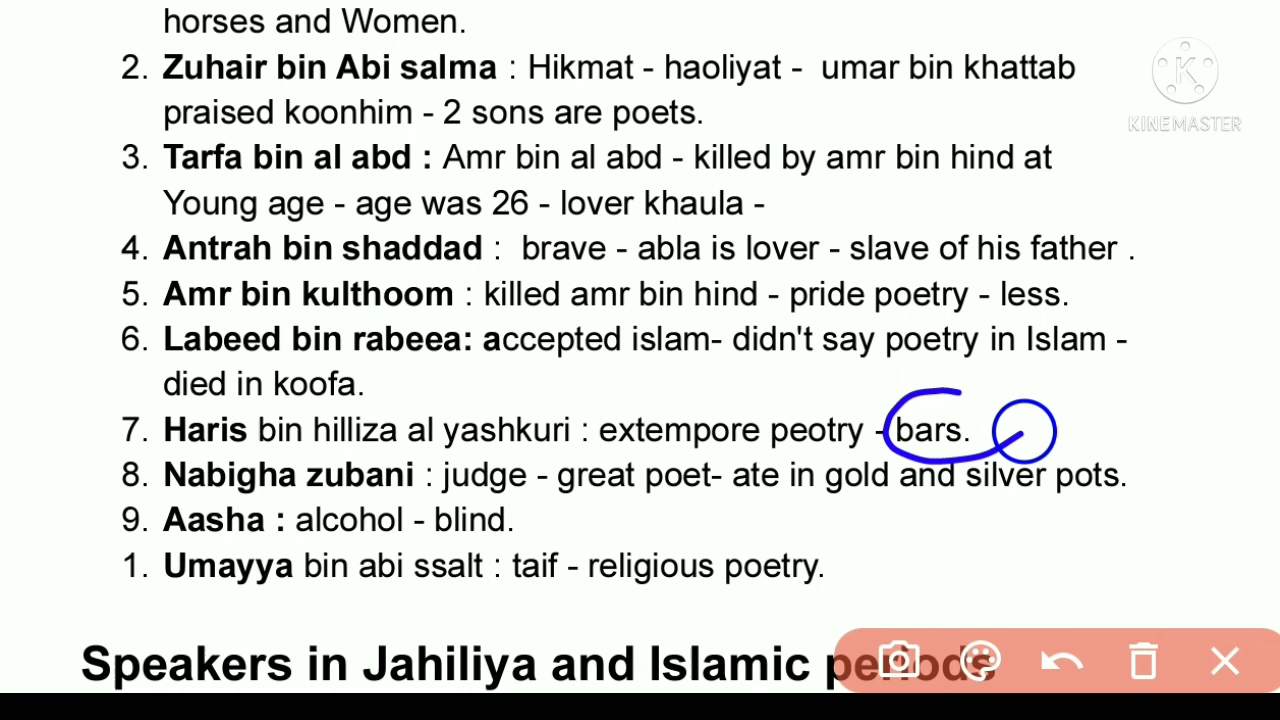 horses and Women.
2. Zuhair bin Abi salma : Hikmat - haoliyat - umar bin khattab
praised koonhim - 2 sons are poets.
3. Tarfa bin al abd : Amr bin al abd - killed by amr bin hind at
Young age - age was 26 - lover khaula -
4. Antrah bin shaddad : brave - abla is lover - slave of his father .
5. Amr bin kulthoom : killed amr bin hind - pride poetry - less.
6. Labeed bin rabeea: accepted islam- didn't say poetry in Islam -
died in koofa.
7. Haris bin hilliza al yashkuri : extempore peotry - bars.
8. Nabigha zubani : judge - great poet- ate in gold and silver pots.
9. Aasha : alcohol - blind.
1. Umayya bin abi ssalt : taif - religious poetry.
Speakers in Jahiliya and Islamic periods
K
KINEMASTER